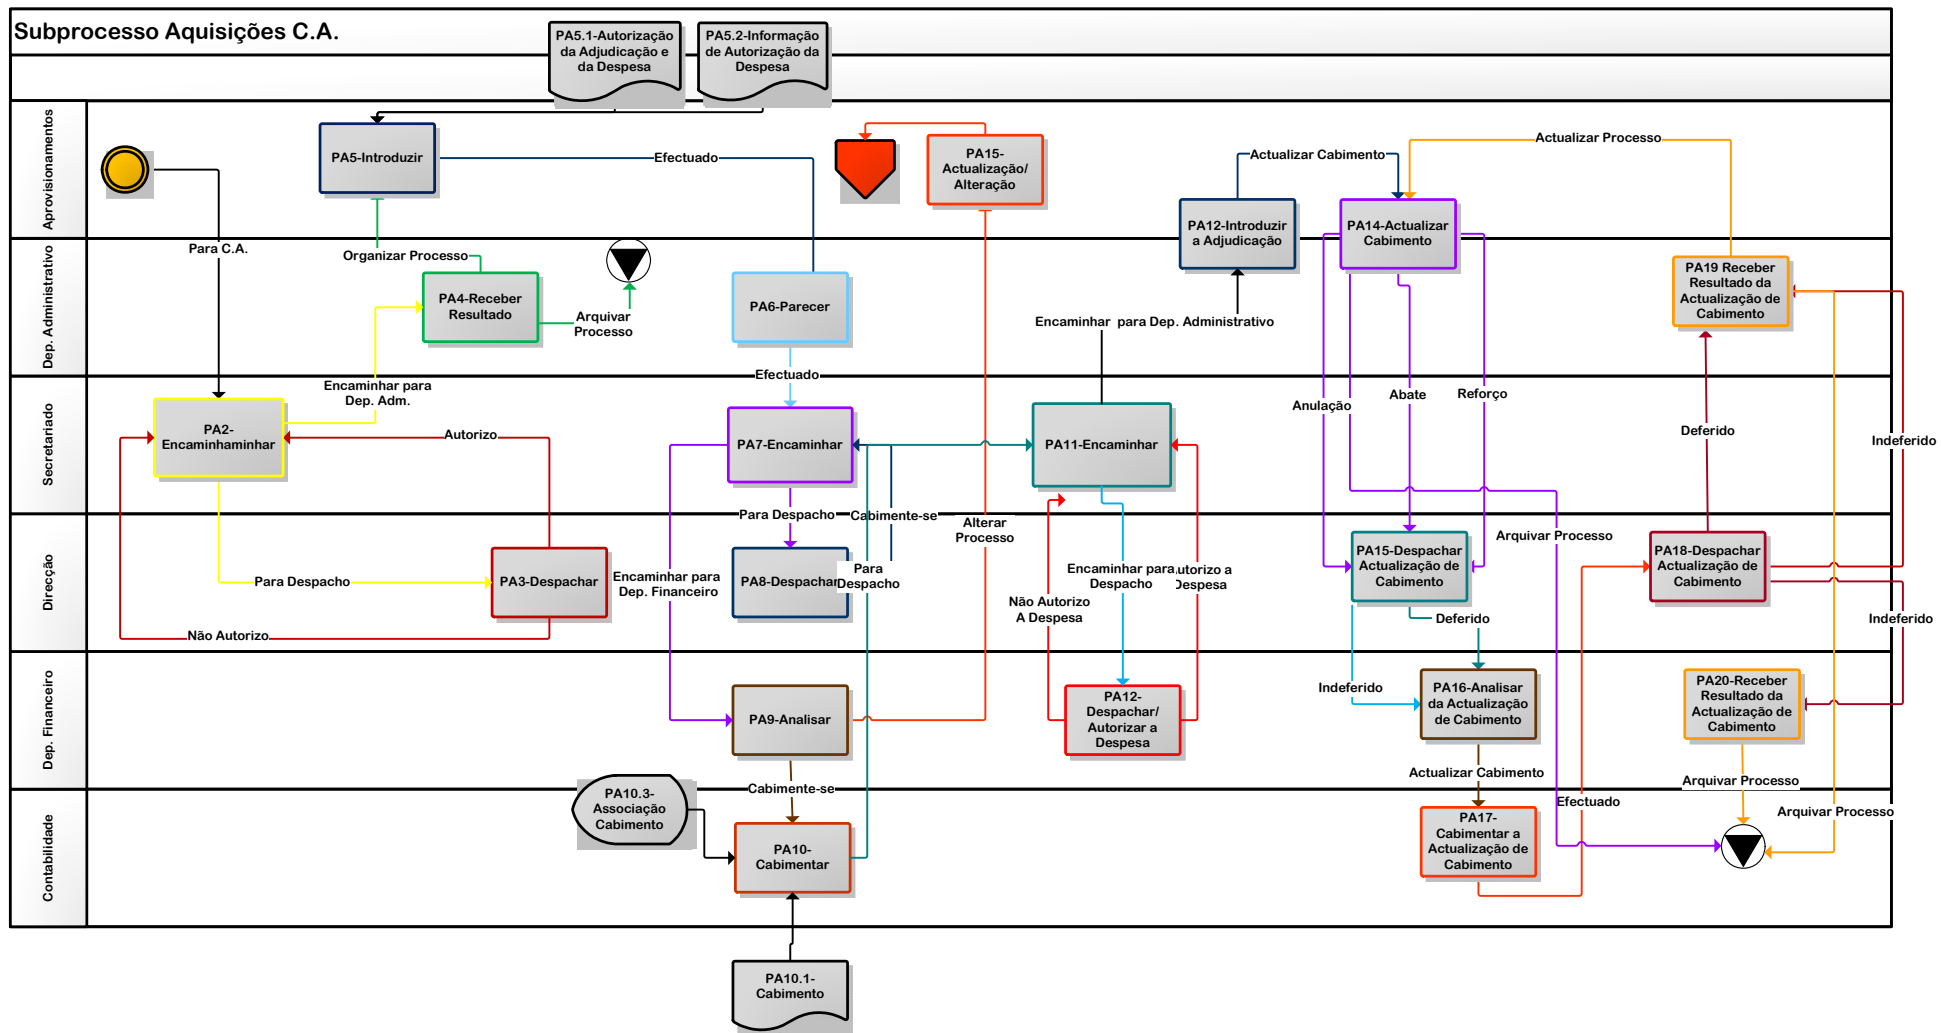 Subprocesso Aquisições C.A.
PA5.1-Autorização
da Adjudicação e
da Despesa
PA5.2-Informação
de Autorização da
Despesa
Aprovisionamentos
PA5-Introduzir
Efectuado
PA15-
Actualização/
Alteração
Actualizar Cabimento
Actualizar Processo
PA12-Introduzir
a Adjudicação
PA14-Actualizar
Cabimento
Para C.A.
Dep. Administrativo
Organizar Processo
PA4-Receber
Resultado
Arquivar
Processo
PA6-Parecer
Encaminhar para Dep. Administrativo
PA19 Receber
Resultado da
Actualização de
Cabimento
Efectuado
Encaminhar para
Dep. Adm.
Secretariado
PA2-
Encaminhaminhar
Autorizo
PA7-Encaminhar
PA11-Encaminhar
Anulação
Abate
Reforço
Deferido
Indeferido
Para Despacho
Cabimente-se
Alterar
Processo
Arquivar Processo
Direcção
Para Despacho
PA3-Despachar
Encaminhar para
Dep. Financeiro
PA8-Despachar
Para
Despacho
Encaminhar para
Despacho
utorizo a
Despesa
Não Autorizo
A Despesa
PA15-Despachar
Actualização de
Cabimento
PA18-Despachar
Actualização de
Cabimento
Não Autorizo
Deferido
Indeferido
Dep. Financeiro
PA9-Analisar
PA12-
Despachar/
Autorizar a
Despesa
Indeferido
PA16-Analisar
da Actualização
de Cabimento
PA20-Receber
Resultado da
Actualização de
Cabimento
Cabimente-se
Actualizar Cabimento
Arquivar Processo
Contabilidade
PA10.3-
Associação
Cabimento
PA10-
Cabimentar
PA17-
Cabimentar a
Actualização de
Cabimento
Efectuado
Arquivar Processo
PA10.1-
Cabimento